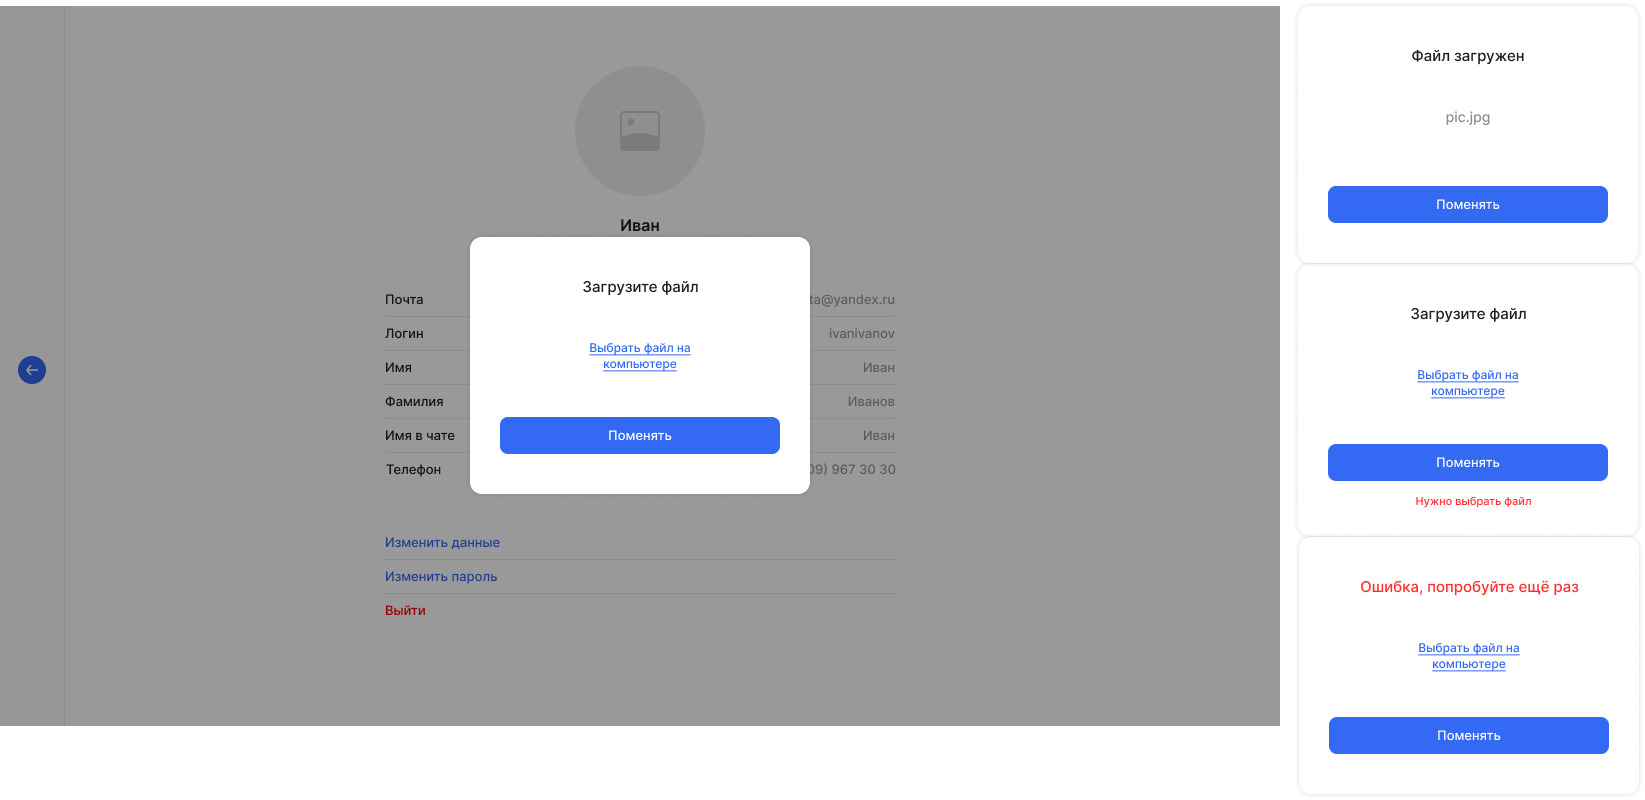 Иван
Почта
ta@yandex.ru
Логин
ivanivanov
Имя
Иван
Фамилия
Иванов
Имя в чате
Иван
Телефон
09) 967 30 30
Изменить данные
Изменить пароль
Выйти
Загрузите файл
Выбрать файл на
компьютере
Поменять
Файл загружен
pic.jpg
Поменять
Загрузите файл
Выбрать файл на
компьютере
Поменять
Нужно выбрать файл
Ошибка, попробуйте ещё раз
Выбрать файл на
компьютере
Поменять